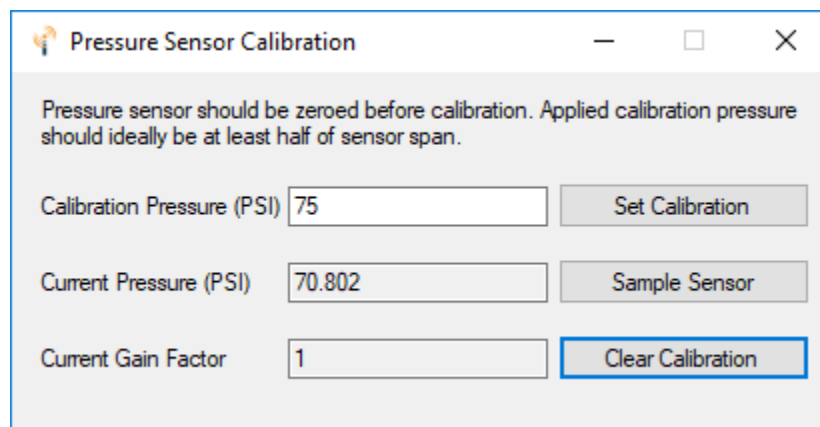 Pressure Sensor Calibration
Pressure sensor should be zeroed before calibration. Applied calibration pressure
should ideally be at least half of sensor span.
Calibration Pressure (PSI) 75 Set Calibration
Current Pressure (PSI) 70.802 Sample Sensor
Current Gain Factor 1 Clear Calibration